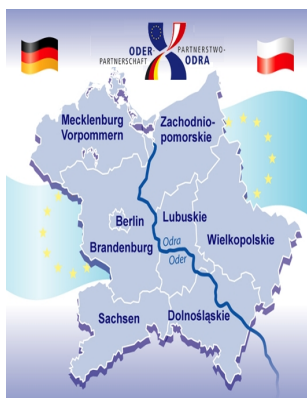 ODER
PARTNERSCHAFT
PARTNERSTWO-
ODRA
Mecklenburg
Vorpommern
Zachodnio-
pomorskie
Berlin
Brandenburg
Lubuskie
Wielkopolskie
Odra
Oder
Sachsen
Dolnośląskie